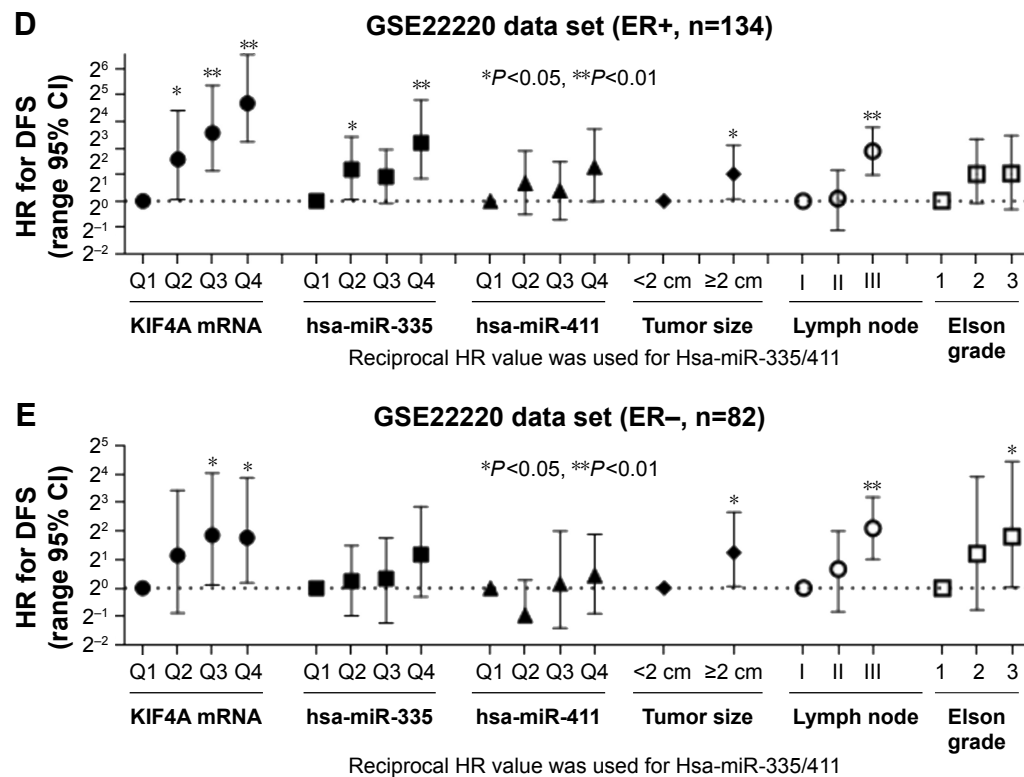 D
GSE22220 data set (ER+, n=134)
HR for DFS
(range 95% CI)
2⁶
2⁵
2⁴
2³
2²
2¹
2⁰
2⁻¹
2⁻²
* ** **
* **
*P<0.05, **P<0.01
*
**
Q1 Q2 Q3 Q4 Q1 Q2 Q3 Q4 Q1 Q2 Q3 Q4 <2 cm ≥2 cm I II III 1 2 3
KIF4A mRNA hsa-miR-335 hsa-miR-411 Tumor size Lymph node Elson
grade
Reciprocal HR value was used for Hsa-miR-335/411
E
GSE22220 data set (ER–, n=82)
HR for DFS
(range 95% CI)
2⁵
2⁴
2³
2²
2¹
2⁰
2⁻¹
2⁻²
* *
*P<0.05, **P<0.01
*
**
*
Q1 Q2 Q3 Q4 Q1 Q2 Q3 Q4 Q1 Q2 Q3 Q4 <2 cm ≥2 cm I II III 1 2 3
KIF4A mRNA hsa-miR-335 hsa-miR-411 Tumor size Lymph node Elson
grade
Reciprocal HR value was used for Hsa-miR-335/411